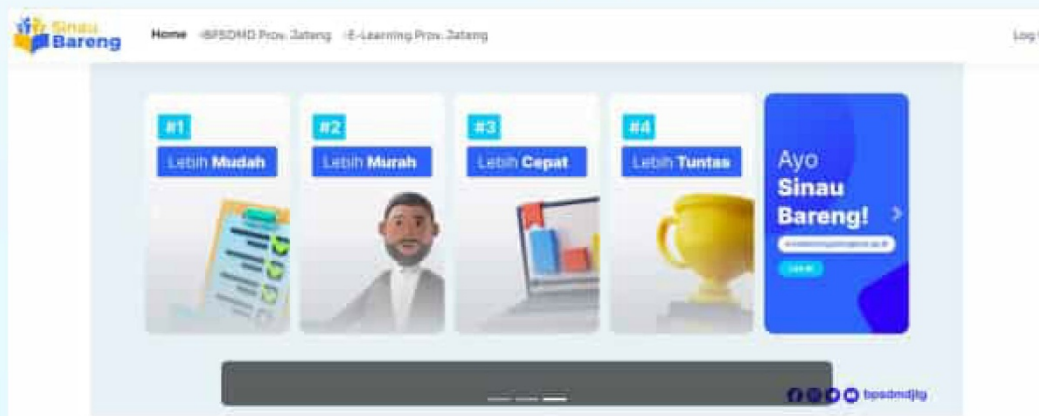 Sinau
Bareng
Home BPSDMD Prov. Jateng E-Learning Prov. Jateng
Log
#1
Lebih Mudah
#2
Lebih Murah
#3
Lebih Cepat
#4
Lebih Tuntas
Ayo
Sinau
Bareng!
bpsdmdjtg